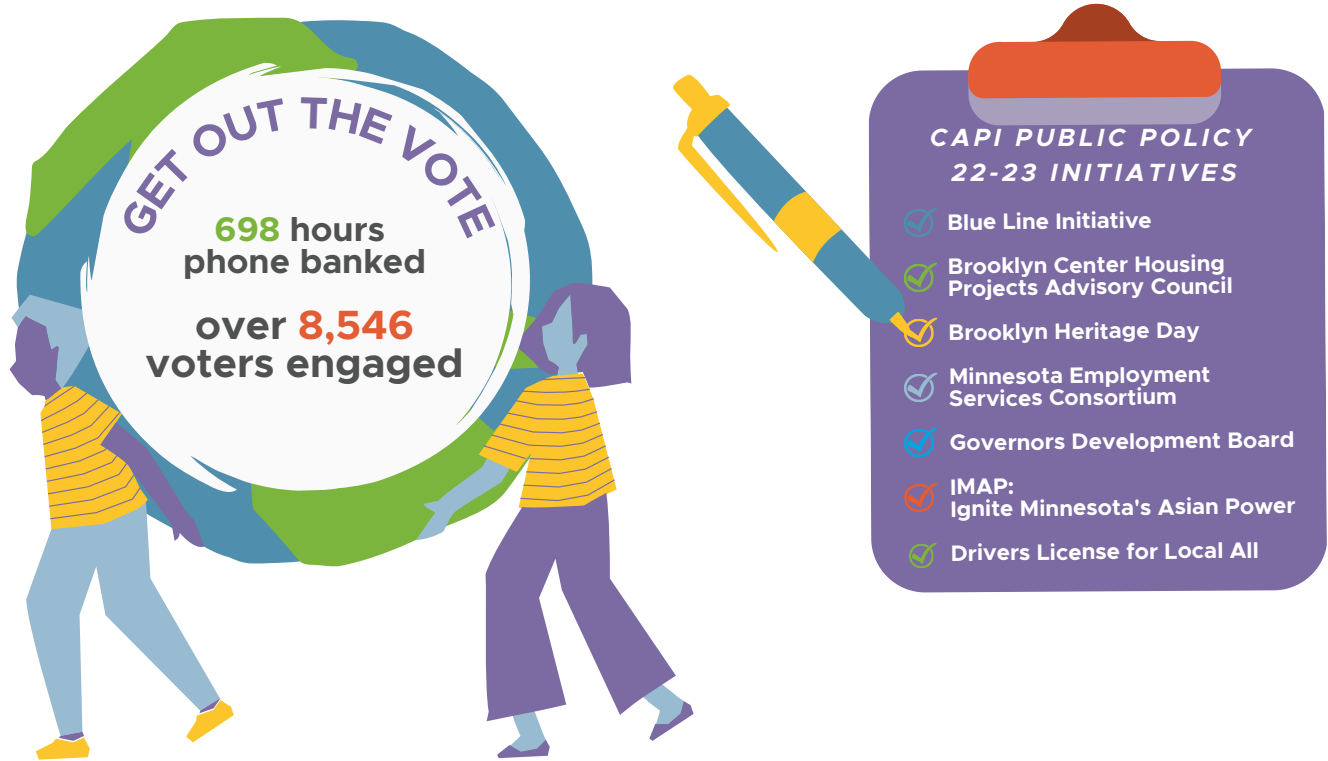 GET OUT THE VOTE
698 hours
phone banked
over 8,546
voters engaged
CAPI PUBLIC POLICY
22-23 INITIATIVES
Blue Line Initiative
Brooklyn Center Housing
Projects Advisory Council
Brooklyn Heritage Day
Minnesota Employment
Services Consortium
Governors Development Board
IMAP:
Ignite Minnesota's Asian Power
Drivers License for Local All